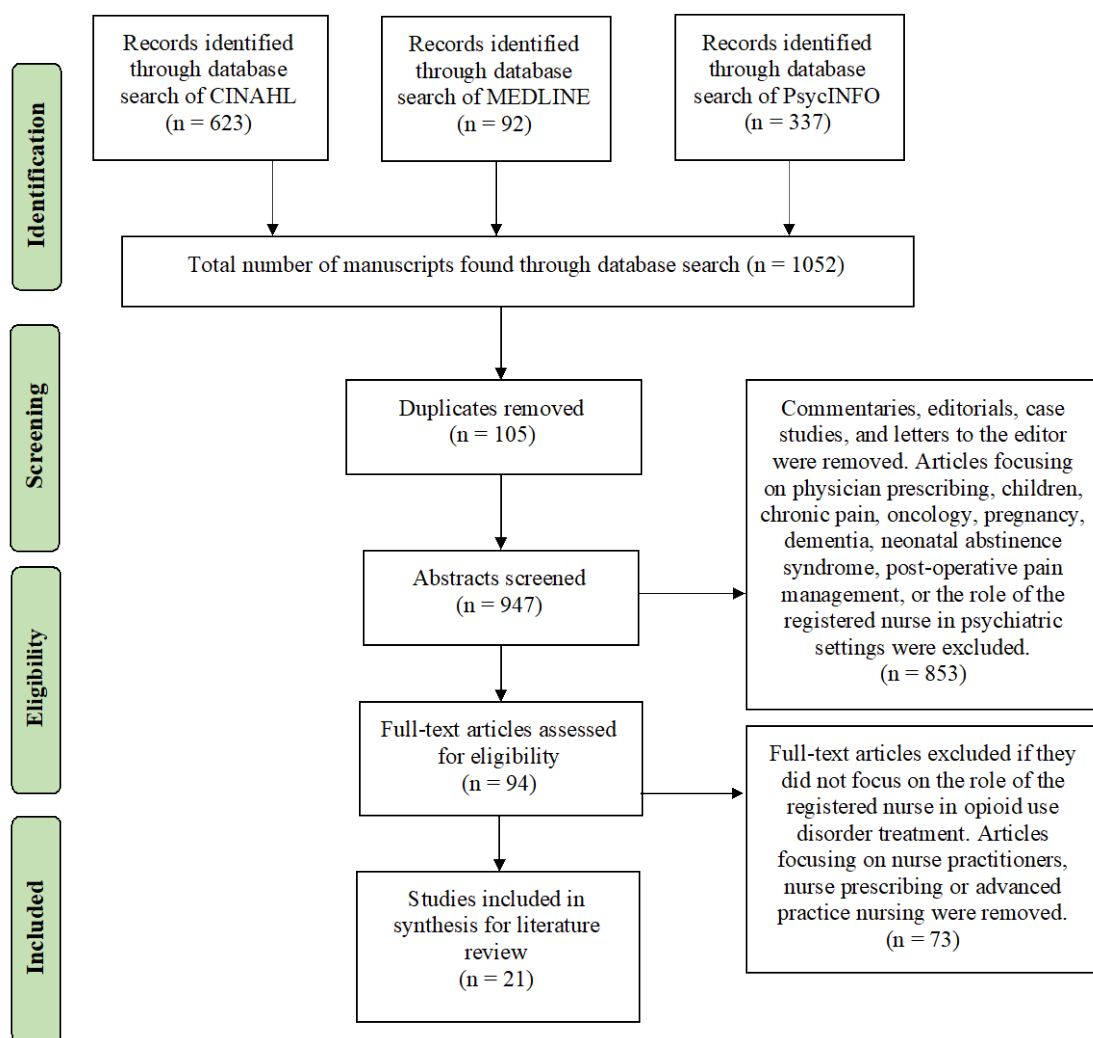 Identification
Records identified
through database
search of CINAHL
(n = 623)
Records identified
through database
search of MEDLINE
(n = 92)
Records identified
through database
search of PsycINFO
(n = 337)
Total number of manuscripts found through database search (n = 1052)
Screening
Duplicates removed
(n = 105)
Commentaries, editorials, case
studies, and letters to the editor
were removed. Articles focusing
on physician prescribing, children,
chronic pain, oncology, pregnancy,
dementia, neonatal abstinence
syndrome, post-operative pain
management, or the role of the
registered nurse in psychiatric
settings were excluded.
(n = 853)
Abstracts screened
(n = 947)
Eligibility
Full-text articles assessed
for eligibility
(n = 94)
Full-text articles excluded if they
did not focus on the role of the
registered nurse in opioid use
disorder treatment. Articles
focusing on nurse practitioners,
nurse prescribing or advanced
practice nursing were removed.
(n = 73)
Included
Studies included in
synthesis for literature
review
(n = 21)